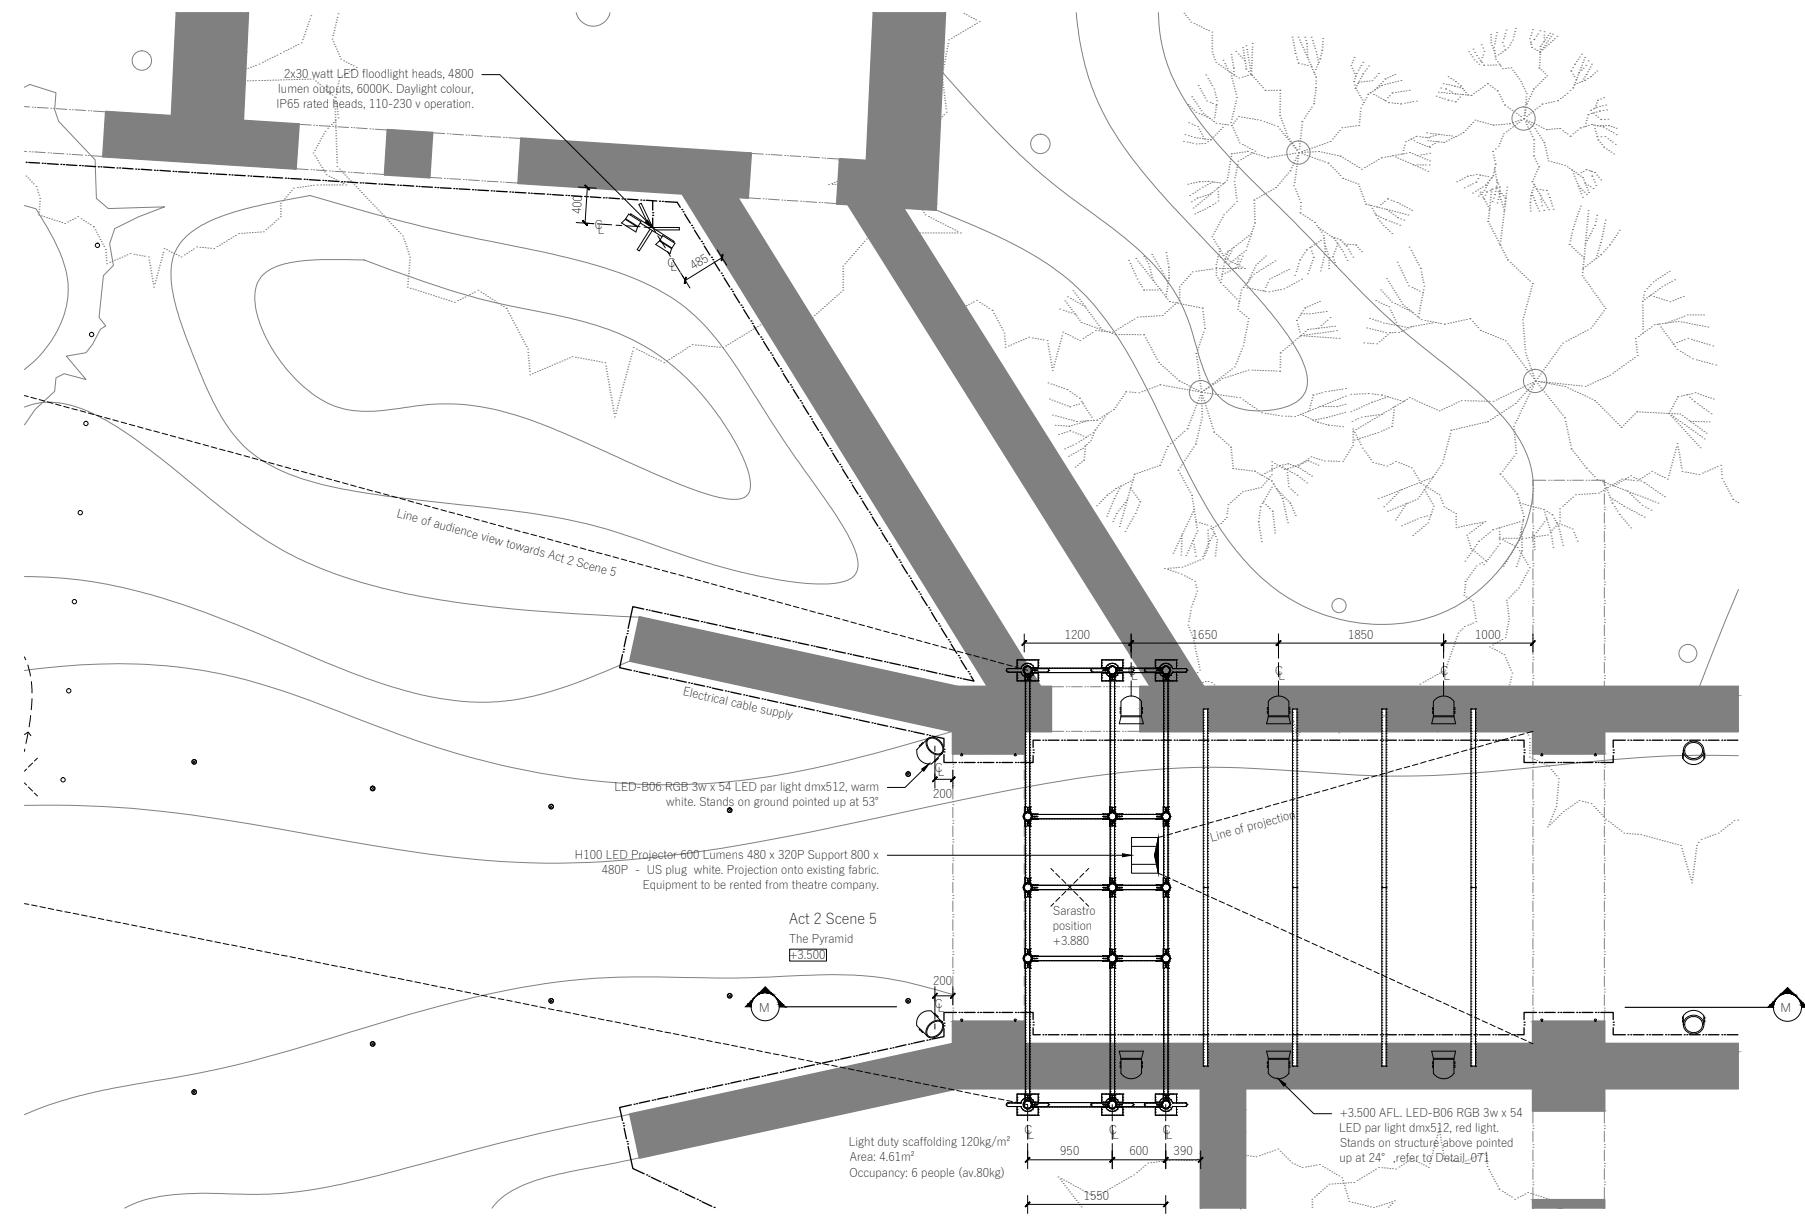 2x30 watt LED floodlight heads, 4800
lumen outputs, 6000K. Daylight colour,
IP65 rated heads, 110-230 v operation.
400
℄
℄
485
Line of audience view towards Act 2 Scene 5
1200
1650
1850
1000
℄
℄
℄
Electrical cable supply
LED-B06 RGB 3w x 54 LED par light dmx512, warm
white. Stands on ground pointed up at 53°
℄
200
Line of projection
H100 LED Projector 600 Lumens 480 x 320P Support 800 x
480P - US plug white. Projection onto existing fabric.
Equipment to be rented from theatre company.
Sarastro
position
+3.880
Act 2 Scene 5
The Pyramid
+3.500
200
℄
M
M
+3.500 AFL. LED-B06 RGB 3w x 54
LED par light dmx512, red light.
Stands on structure above pointed
up at 24° ,refer to Detail_071
Light duty scaffolding 120kg/m²
Area: 4.61m²
Occupancy: 6 people (av.80kg)
℄
℄
℄
950
600
390
1550